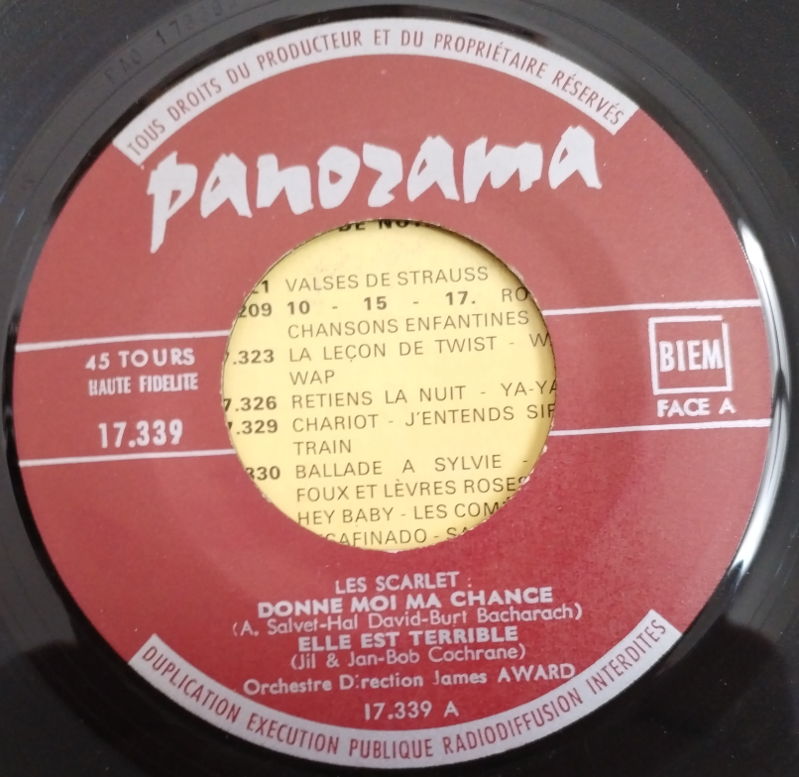 TOUS DROITS DU PRODUCTEUR ET DU PROPRIÉTAIRE RÉSERVÉS
panorama
VALSES DE STRAUSS
209 10 - 15 - 17. RO
CHANSONS ENFANTINES
7.323 LA LEÇON DE TWIST - W
WAP
7.326 RETIENS LA NUIT - YA-YA
7.329 CHARIOT - J'ENTENDS SIF
TRAIN
330 BALLADE A SYLVIE -
FOUX ET LÈVRES ROSES
HEY BABY - LES COM
CAFINADO - SA
45 TOURS
HAUTE FIDELITE
17.339
BIEM
FACE A
LES SCARLET :
DONNE MOI MA CHANCE
(A. Salvet-Hal David-Burt Bacharach)
ELLE EST TERRIBLE
(Jil & Jan-Bob Cochrane)
Orchestre Direction James AWARD
17.339 A
DUPLICATION EXECUTION PUBLIQUE RADIODIFFUSION INTERDITES